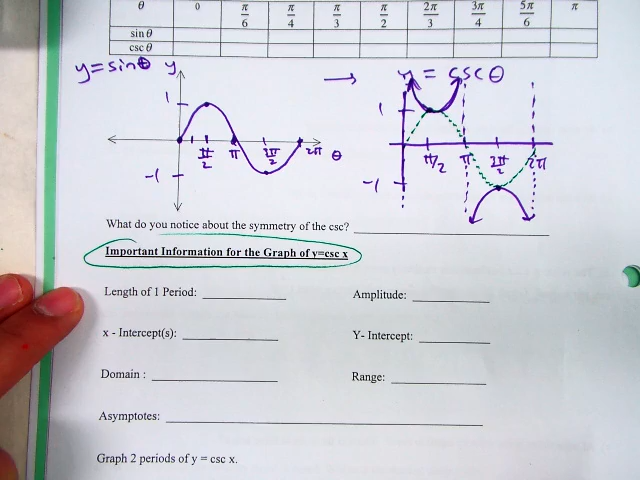 θ 0 π/6 π/4 π/3 π/2 2π/3 3π/4 5π/6 π
sin θ
csc θ
y = sin θ y → y = csc θ
1 1
π/2 π 3π/2 2π θ π/2 π 3π/2 2π
-1 -1
What do you notice about the symmetry of the csc?
Important Information for the Graph of y=csc x
Length of 1 Period: Amplitude:
x - Intercept(s): Y- Intercept:
Domain : Range:
Asymptotes:
Graph 2 periods of y = csc x.